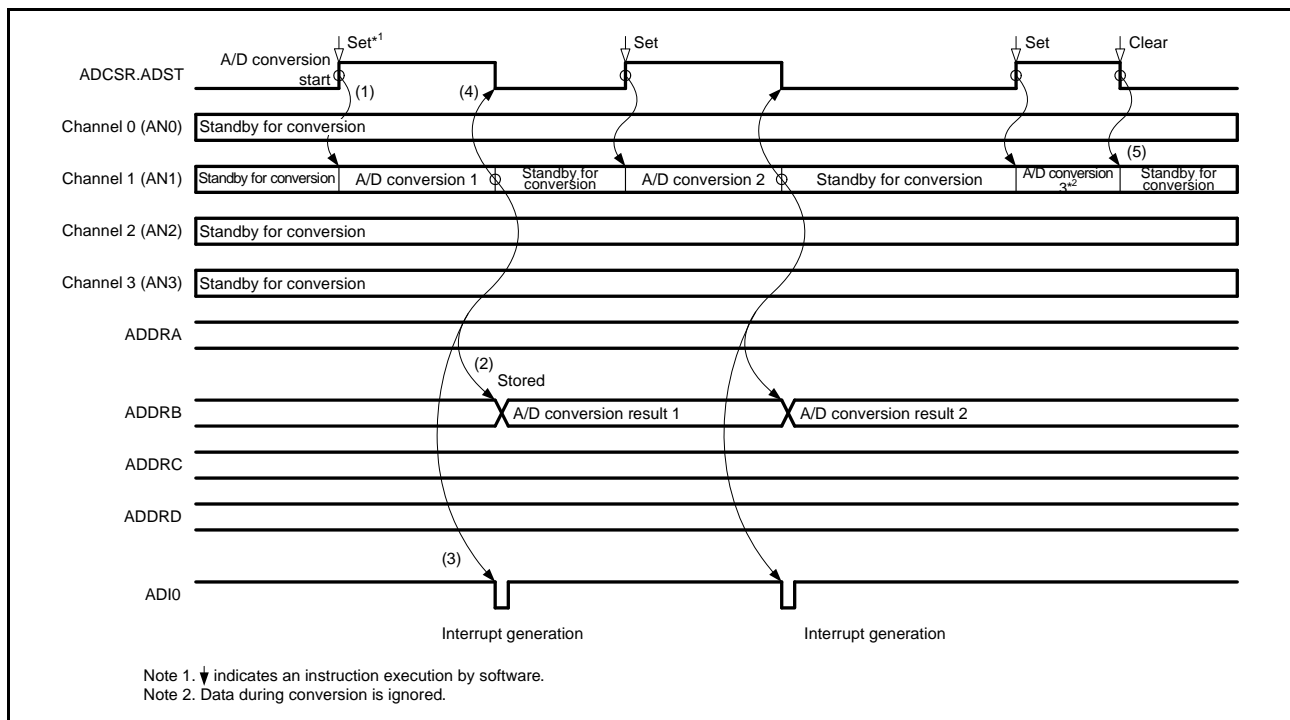 Set*1
Set
Set
Clear
A/D conversion
start
ADCSR.ADST
(1)
(4)
Channel 0 (AN0)
Standby for conversion
(5)
Channel 1 (AN1)
Standby for conversion
A/D conversion 1
Standby for
conversion
A/D conversion 2
Standby for conversion
A/D conversion
3*2
Standby for
conversion
Channel 2 (AN2)
Standby for conversion
Channel 3 (AN3)
Standby for conversion
ADDRA
(2)
Stored
ADDRB
A/D conversion result 1
A/D conversion result 2
ADDRC
ADDRD
(3)
ADI0
Interrupt generation
Interrupt generation
Note 1. ↓ indicates an instruction execution by software.
Note 2. Data during conversion is ignored.